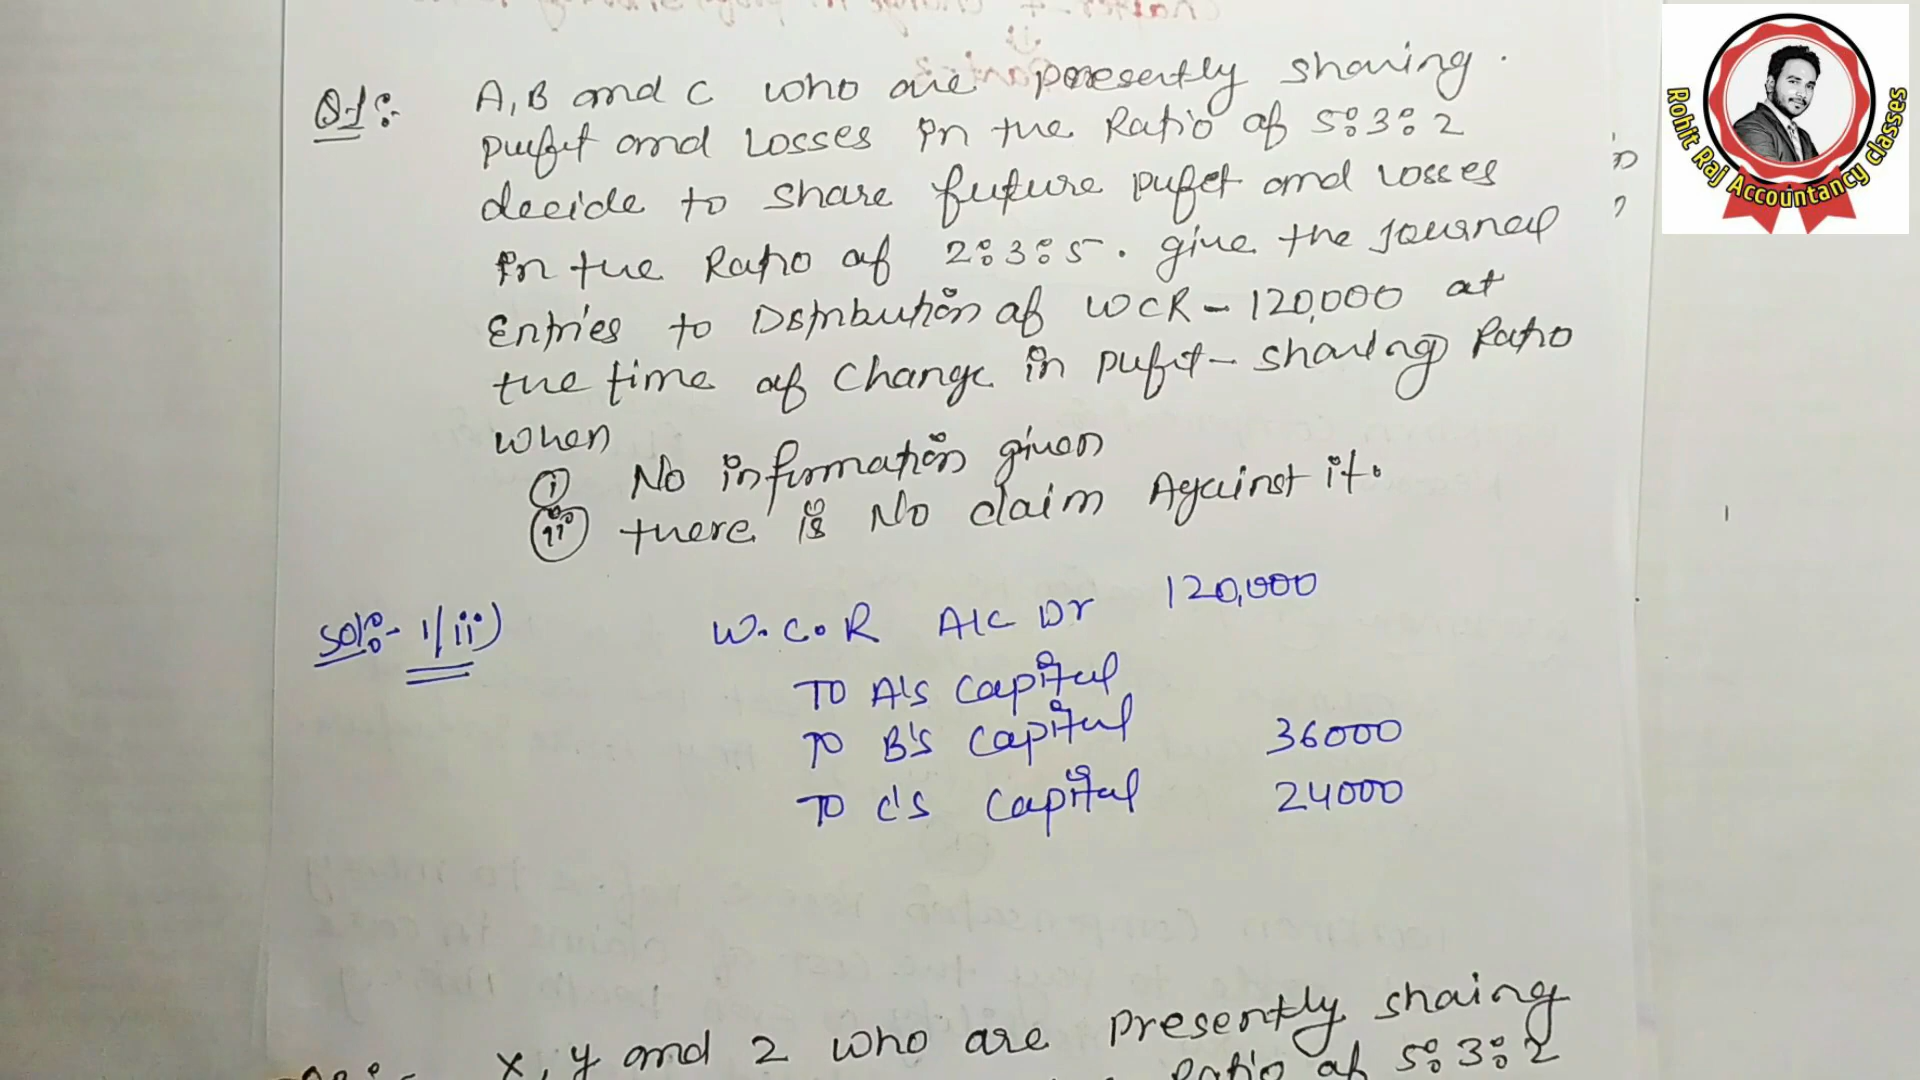 Q-1:- A, B and C who are presently sharing
profit and Losses in the Ratio of 5:3:2
decide to share future profit and losses
in the Ratio of 2:3:5. give the Journal
Entries to Distribution of WCR - 120,000 at
the time of change in profit-sharing Ratio
when
(i) No information given
(ii) there is No claim Against it.
Sol:- 1/ii) W.C.R A/C Dr 120,000
TO A's Capital
TO B's Capital 36000
TO C's Capital 24000
X, Y and Z who are presently shaing
Ratio of 5:3:2
Rohit Raj Accountancy classes